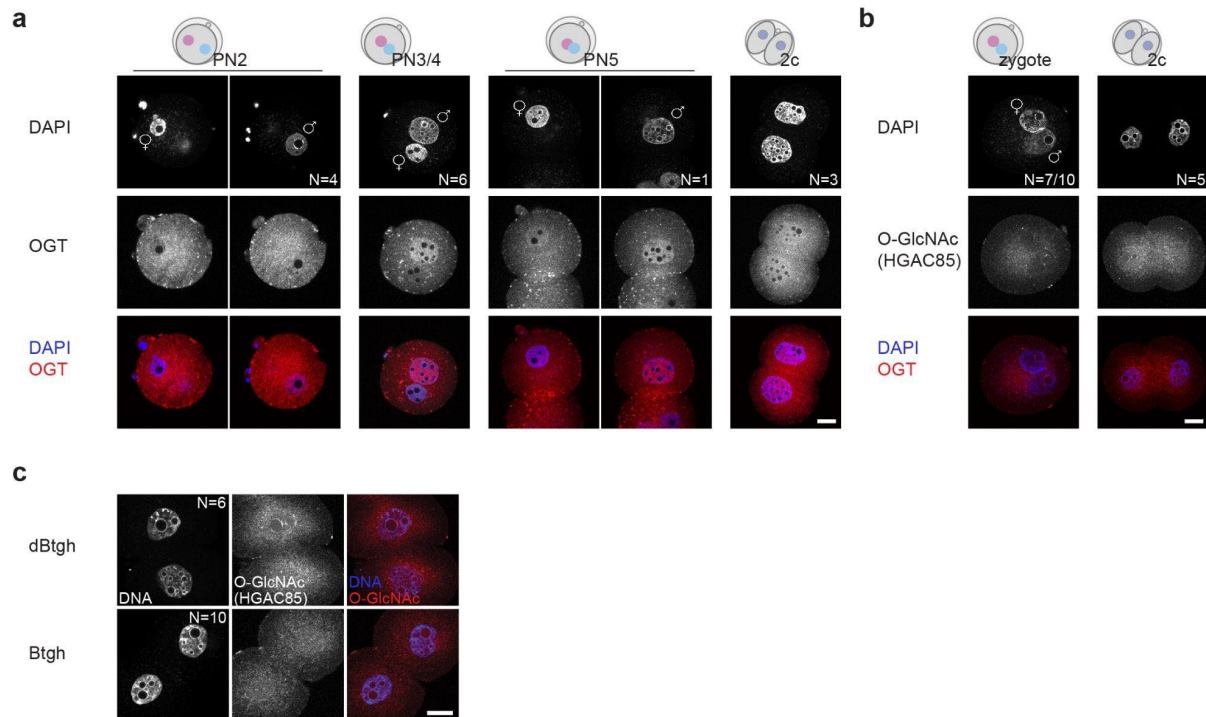 a
PN2
PN3/4
PN5
2c
DAPI
♀
♂
N=4
♂
♀
N=6
♀
♂
N=1
N=3
OGT
DAPI
OGT
b
zygote
2c
DAPI
♀
♂
N=7/10
N=5
O-GlcNAc
(HGAC85)
DAPI
OGT
c
dBtgh
N=6
DNA
O-GlcNAc
(HGAC85)
DNA
O-GlcNAc
Btgh
N=10